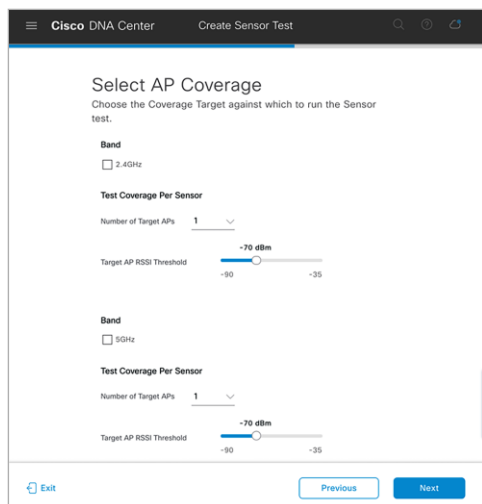 Cisco DNA Center
Create Sensor Test
Select AP Coverage
Choose the Coverage Target against which to run the Sensor
test.
Band
2.4GHz
Test Coverage Per Sensor
Number of Target APs 1
-70 dBm
Target AP RSSI Threshold
-90 -35
Band
5GHz
Test Coverage Per Sensor
Number of Target APs 1
-70 dBm
Target AP RSSI Threshold
-90 -35
Exit Previous Next